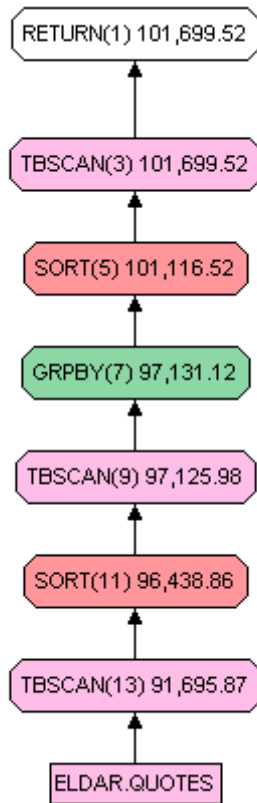 RETURN(1) 101,699.52
TBSCAN(3) 101,699.52
SORT(5) 101,116.52
GRPBY(7) 97,131.12
TBSCAN(9) 97,125.98
SORT(11) 96,438.86
TBSCAN(13) 91,695.87
ELDAR.QUOTES